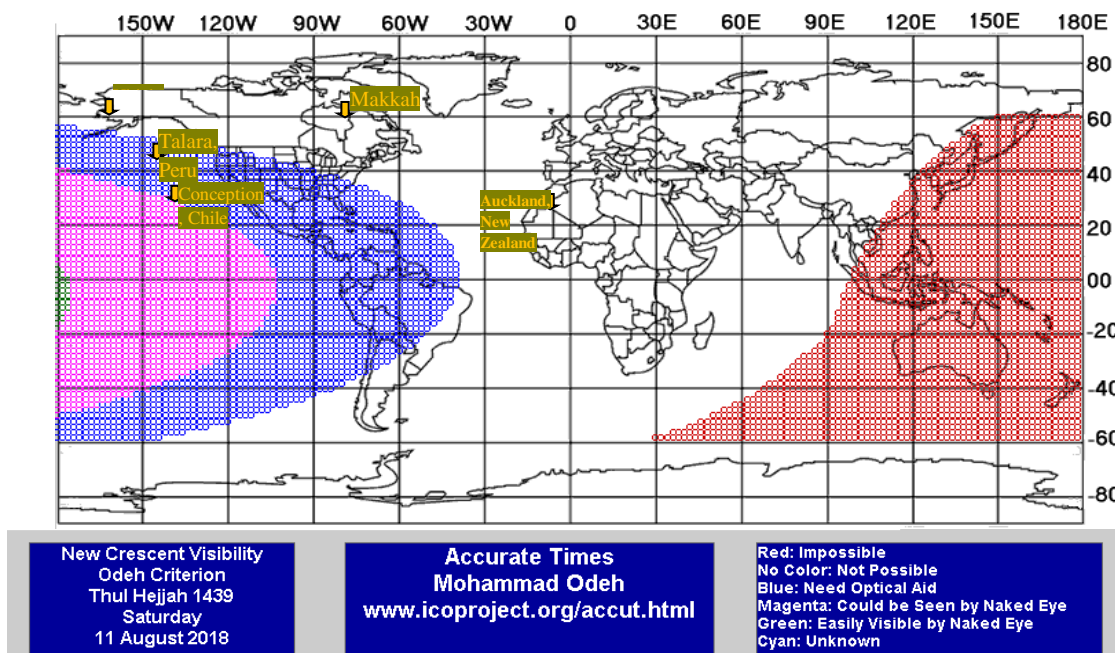 150W 120W 90W 60W 30W 0 30E 60E 90E 120E 150E 180E
80
60
40
20
00
-20
-40
-60
-80
Makkah
Talara,
Peru
Conception
Chile
Auckland,
New
Zealand
New Crescent Visibility
Odeh Criterion
Thul Hejjah 1439
Saturday
11 August 2018
Accurate Times
Mohammad Odeh
www.icoproject.org/accut.html
Red: Impossible
No Color: Not Possible
Blue: Need Optical Aid
Magenta: Could be Seen by Naked Eye
Green: Easily Visible by Naked Eye
Cyan: Unknown